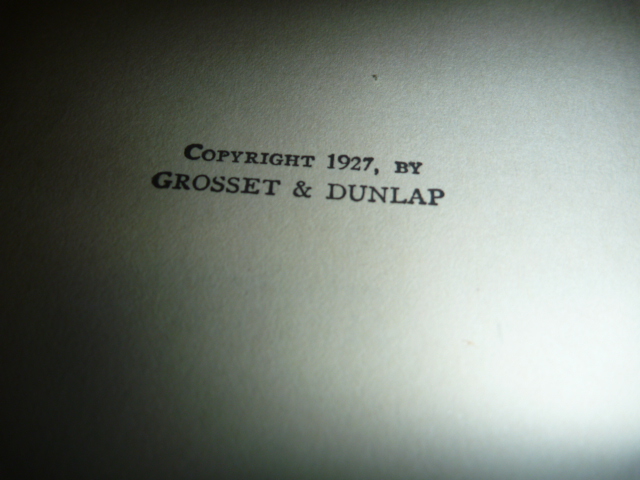 COPYRIGHT 1927, BY
GROSSET & DUNLAP